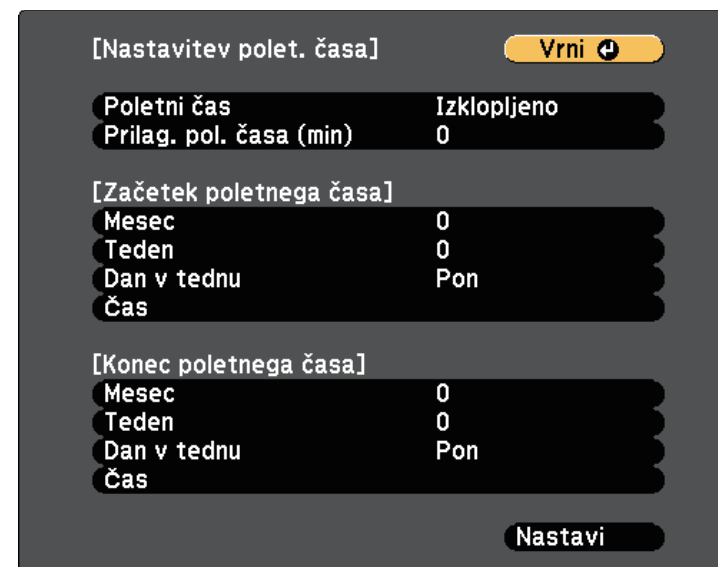 [Nastavitev polet. časa] Vrni
Poletni čas Izklopljeno
Prilag. pol. časa (min) 0
[Začetek poletnega časa]
Mesec 0
Teden 0
Dan v tednu Pon
Čas
[Konec poletnega časa]
Mesec 0
Teden 0
Dan v tednu Pon
Čas
Nastavi